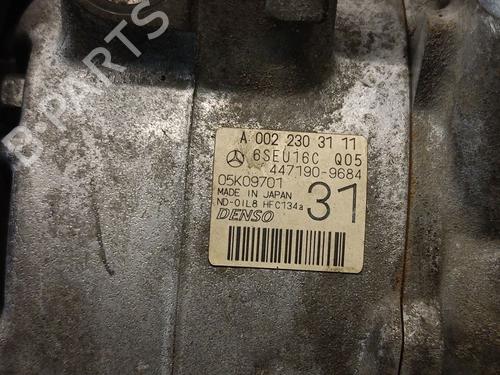 B-PARTS
A 002 230 31 11
6SEU16C Q05
447190-9684
05K09701
MADE IN JAPAN
31
ND-OIL8 HFC134a
DENSO